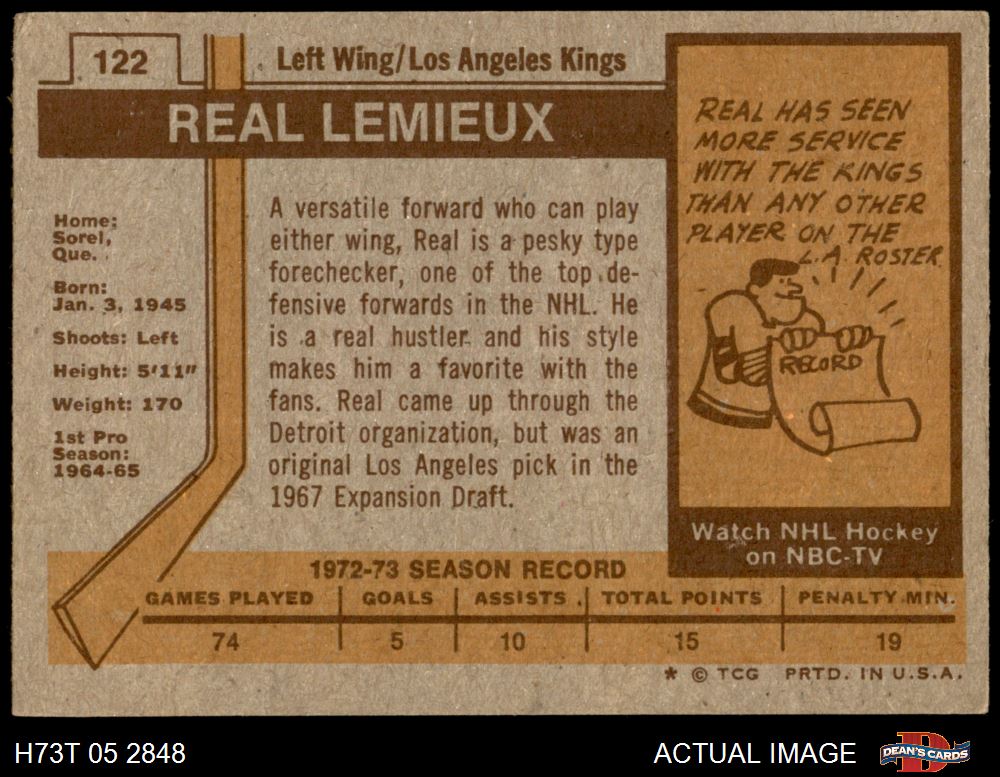 122
Left Wing/Los Angeles Kings
REAL LEMIEUX
Home:
Sorel,
Que.
Born:
Jan. 3, 1945
Shoots: Left
Height: 5'11"
Weight: 170
1st Pro
Season:
1964-65
A versatile forward who can play
either wing, Real is a pesky type
forechecker, one of the top de-
fensive forwards in the NHL. He
is a real hustler and his style
makes him a favorite with the
fans. Real came up through the
Detroit organization, but was an
original Los Angeles pick in the
1967 Expansion Draft.
REAL HAS SEEN
MORE SERVICE
WITH THE KINGS
THAN ANY OTHER
PLAYER ON THE
L.A. ROSTER
RECORD
Watch NHL Hockey
on NBC-TV
1972-73 SEASON RECORD
GAMES PLAYED GOALS ASSISTS TOTAL POINTS PENALTY MIN.
74 5 10 15 19
* © TCG PRTD. IN U.S.A.
H73T 05 2848 ACTUAL IMAGE
DEAN'S CARDS